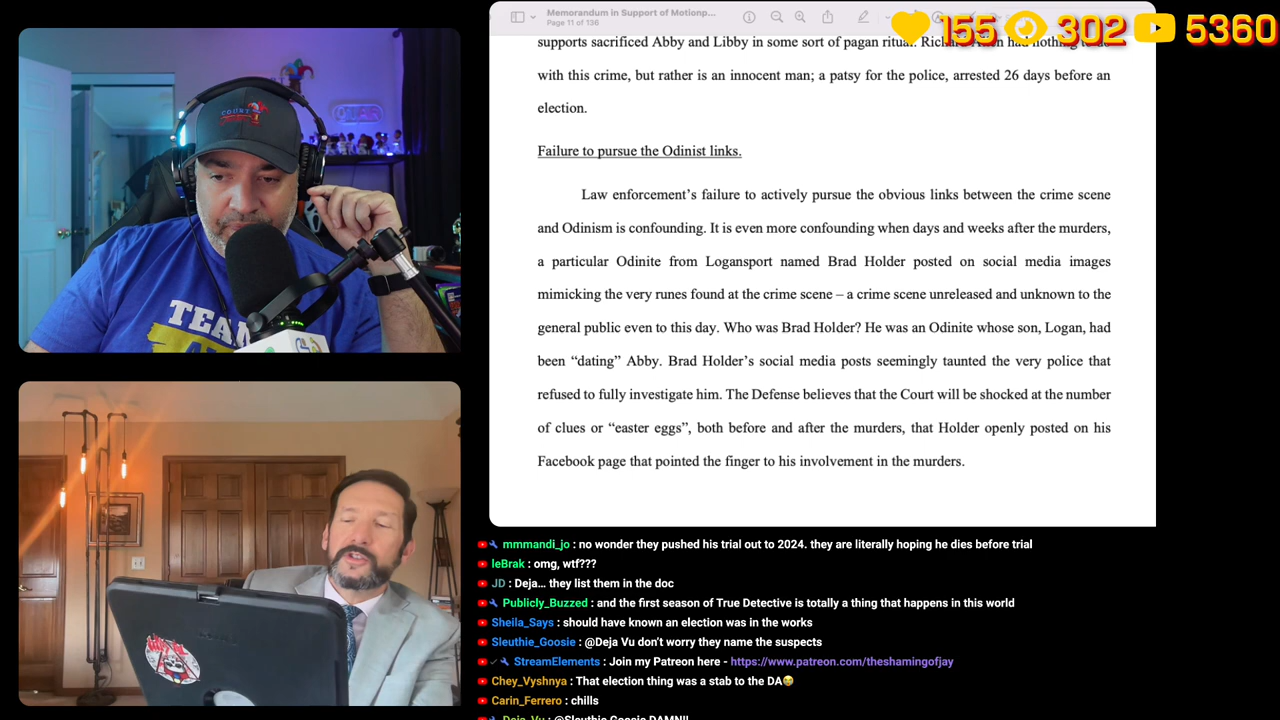 Memorandum in Support of Motionp...
Page 11 of 136
155
302
5360
supports sacrificed Abby and Libby in some sort of pagan ritual. Richard Allen had nothing to do
with this crime, but rather is an innocent man; a patsy for the police, arrested 26 days before an
election.
Failure to pursue the Odinist links.
Law enforcement’s failure to actively pursue the obvious links between the crime scene
and Odinism is confounding. It is even more confounding when days and weeks after the murders,
a particular Odinite from Logansport named Brad Holder posted on social media images
mimicking the very runes found at the crime scene – a crime scene unreleased and unknown to the
general public even to this day. Who was Brad Holder? He was an Odinite whose son, Logan, had
been “dating” Abby. Brad Holder’s social media posts seemingly taunted the very police that
refused to fully investigate him. The Defense believes that the Court will be shocked at the number
of clues or “easter eggs”, both before and after the murders, that Holder openly posted on his
Facebook page that pointed the finger to his involvement in the murders.
COURT
TEAM
mmmandi_jo : no wonder they pushed his trial out to 2024. they are literally hoping he dies before trial
leBrak : omg, wtf???
JD : Deja... they list them in the doc
Publicly_Buzzed : and the first season of True Detective is totally a thing that happens in this world
Sheila_Says : should have known an election was in the works
Sleuthie_Goosie : @Deja Vu don’t worry they name the suspects
StreamElements : Join my Patreon here - https://www.patreon.com/theshamingofjay
Chey_Vyshnya : That election thing was a stab to the DA😭
Carin_Ferrero : chills
Deja_Vu : @Sleuthie Goosie DAMN!!